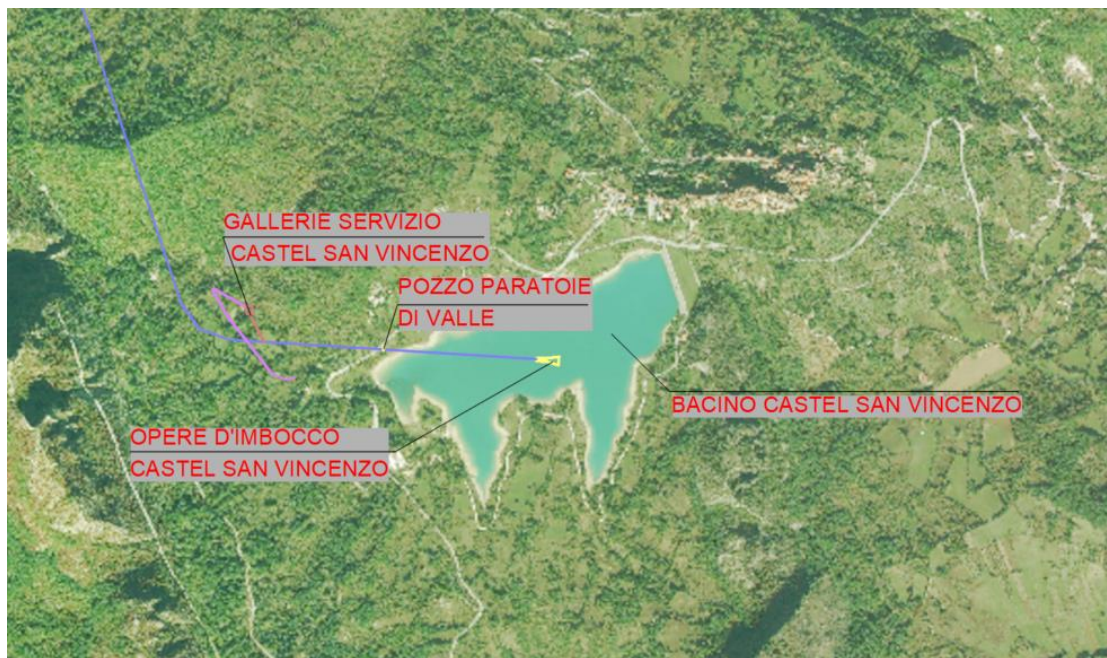 GALLERIE SERVIZIO
CASTEL SAN VINCENZO
POZZO PARATOIE
DI VALLE
BACINO CASTEL SAN VINCENZO
OPERE D'IMBOCCO
CASTEL SAN VINCENZO